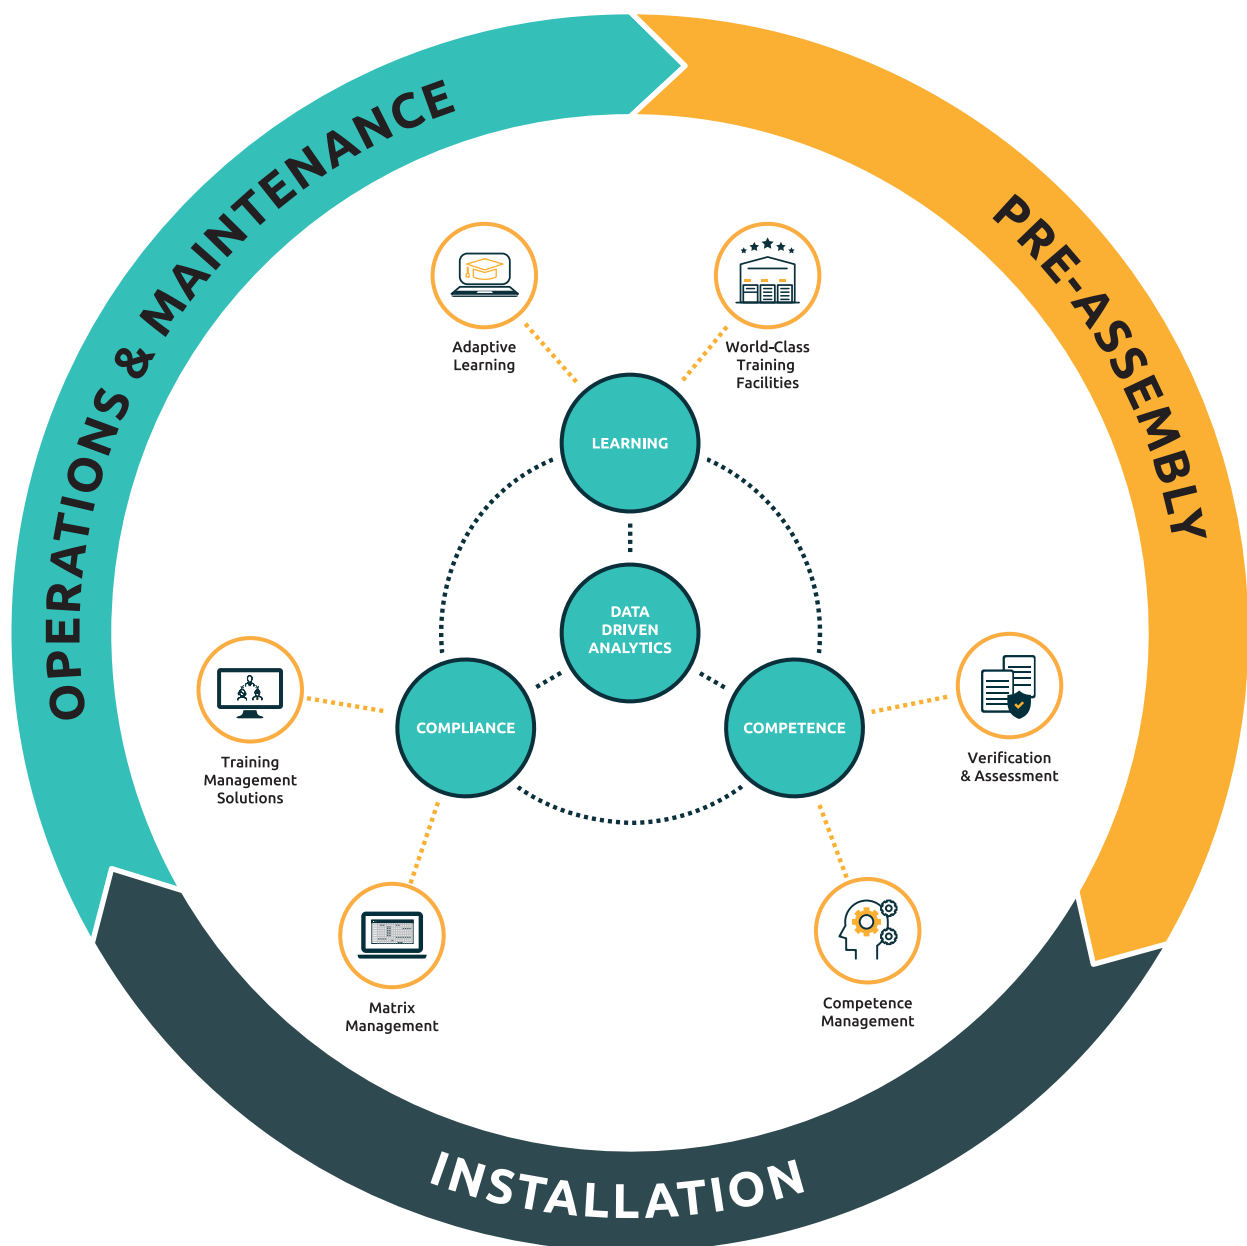 OPERATIONS & MAINTENANCE
PRE-ASSEMBLY
Adaptive
Learning
World-Class
Training
Facilities
LEARNING
DATA
DRIVEN
ANALYTICS
COMPLIANCE
COMPETENCE
Training
Management
Solutions
Verification
& Assessment
Matrix
Management
Competence
Management
INSTALLATION